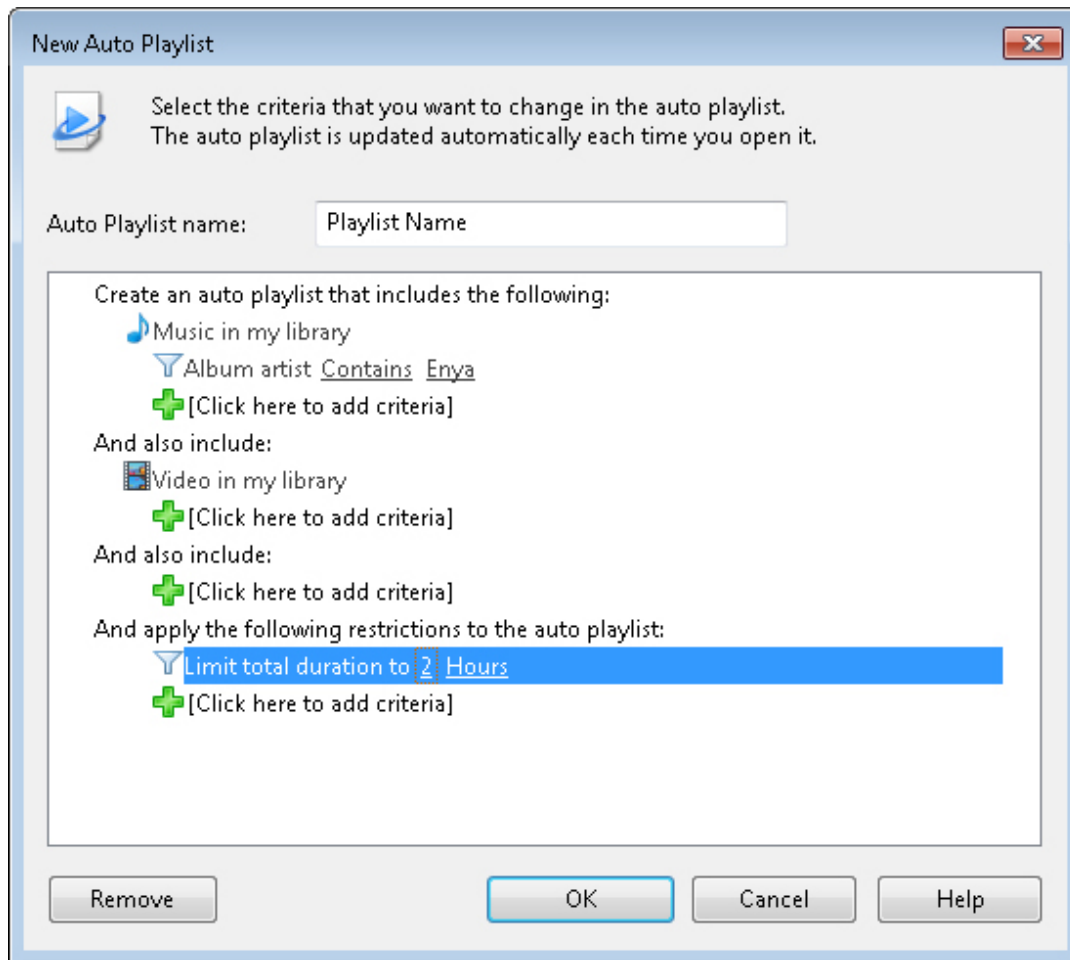 New Auto Playlist
Select the criteria that you want to change in the auto playlist.
The auto playlist is updated automatically each time you open it.
Auto Playlist name: Playlist Name
Create an auto playlist that includes the following:
Music in my library
Album artist Contains Enya
[Click here to add criteria]
And also include:
Video in my library
[Click here to add criteria]
And also include:
[Click here to add criteria]
And apply the following restrictions to the auto playlist:
Limit total duration to 2 Hours
[Click here to add criteria]
Remove OK Cancel Help